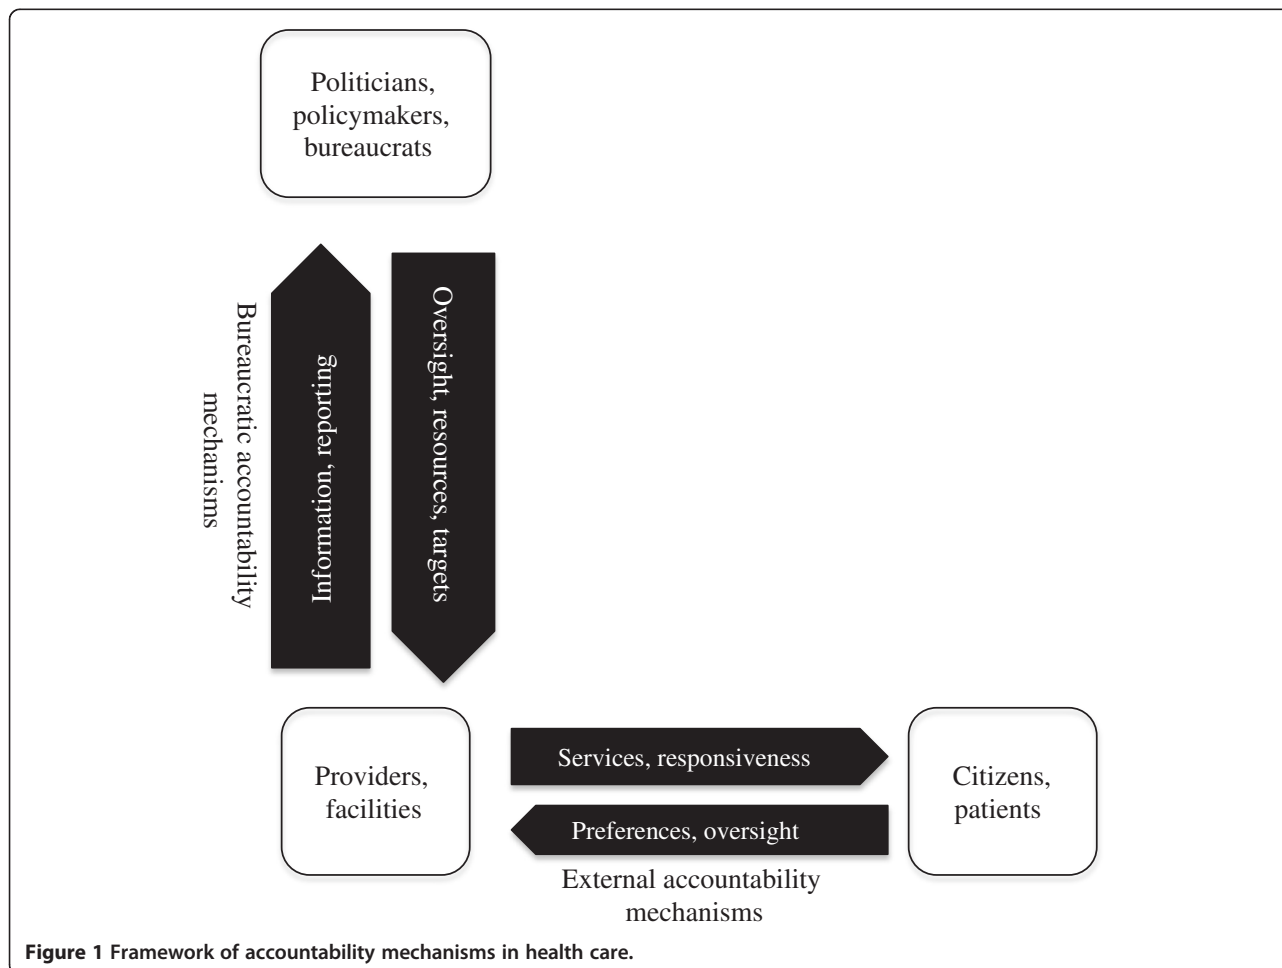 Politicians,
policymakers,
bureaucrats
Bureaucratic accountability
mechanisms
Information, reporting
Oversight, resources, targets
Providers,
facilities
Services, responsiveness
Preferences, oversight
Citizens,
patients
External accountability
mechanisms
Figure 1 Framework of accountability mechanisms in health care.